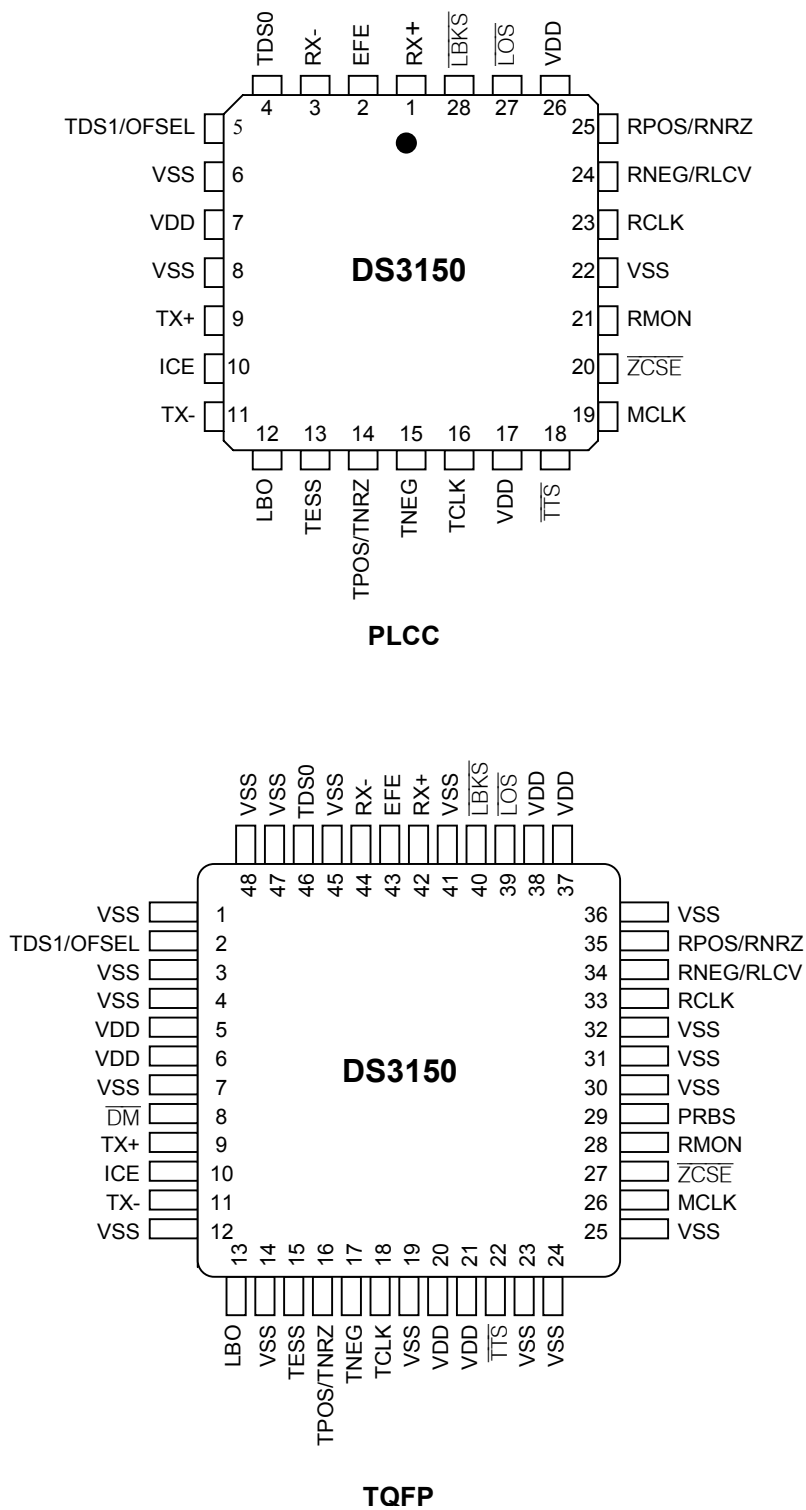 TDS0 RX- EFE RX+ LBKS LOS VDD
4 3 2 1 28 27 26
TDS1/OFSEL 5 25 RPOS/RNRZ
VSS 6 24 RNEG/RLCV
VDD 7 23 RCLK
VSS 8 DS3150 22 VSS
TX+ 9 21 RMON
ICE 10 20 ZCSE
TX- 11 19 MCLK
12 13 14 15 16 17 18
LBO TESS TPOS/TNRZ TNEG TCLK VDD TTS
PLCC
VSS VSS TDS0 VSS RX- EFE RX+ VSS LBKS LOS VDD VDD
48 47 46 45 44 43 42 41 40 39 38 37
VSS 1 36 VSS
TDS1/OFSEL 2 35 RPOS/RNRZ
VSS 3 34 RNEG/RLCV
VSS 4 33 RCLK
VDD 5 32 VSS
VDD 6 DS3150 31 VSS
VSS 7 30 VSS
DM 8 29 PRBS
TX+ 9 28 RMON
ICE 10 27 ZCSE
TX- 11 26 MCLK
VSS 12 25 VSS
13 14 15 16 17 18 19 20 21 22 23 24
LBO VSS TESS TPOS/TNRZ TNEG TCLK VSS VDD VDD TTS VSS VSS
TQFP